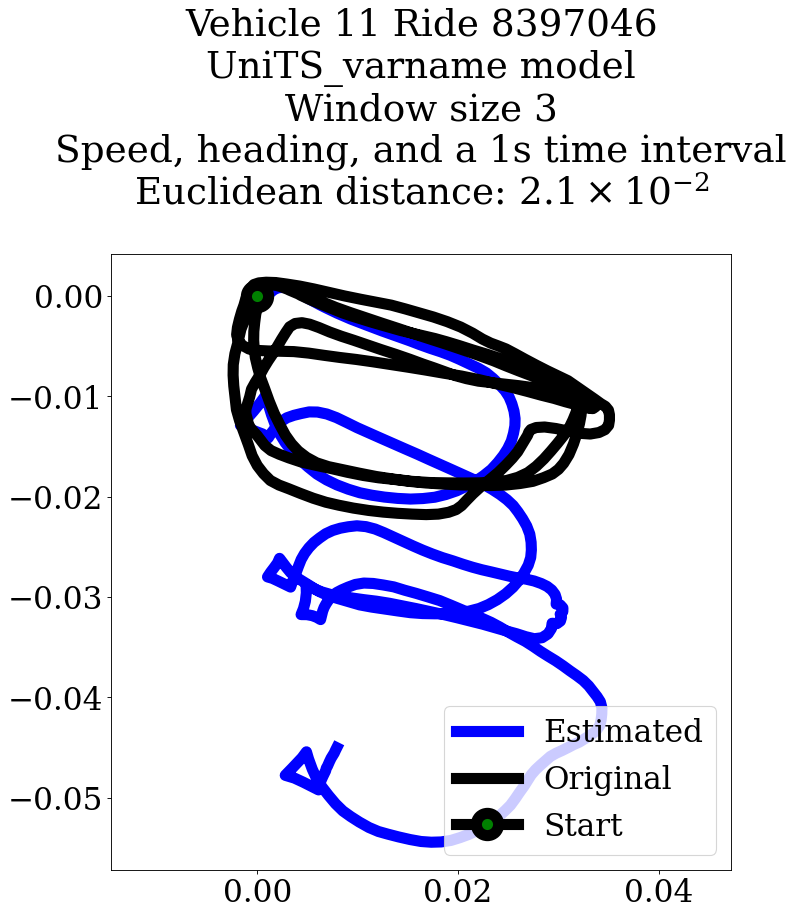 Vehicle 11 Ride 8397046
UniTS_varname model
Window size 3
Speed, heading, and a 1s time interval
Euclidean distance: 2.1 × 10⁻²
0.00
−0.01
−0.02
−0.03
−0.04
−0.05
Estimated
Original
Start
0.00 0.02 0.04